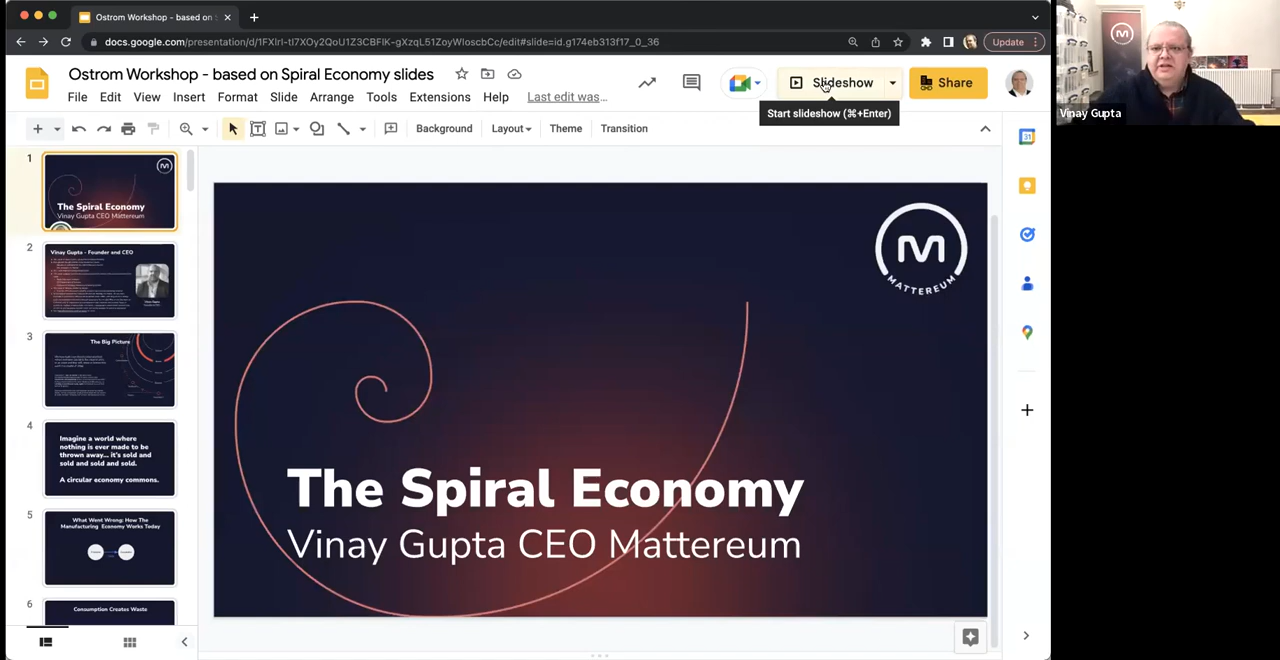 Ostrom Workshop - based on S
docs.google.com/presentation/d/1FXIrI-tI7XOy2QoU1Z3CBFIK-gXzqL51ZoyWIoscbCc/edit#slide=id.g174eb313f17_0_36
Update
Ostrom Workshop - based on Spiral Economy slides
File Edit View Insert Format Slide Arrange Tools Extensions Help Last edit was…
Slideshow
Share
Start slideshow (⌘+Enter)
Background Layout Theme Transition
Vinay Gupta
31
1
The Spiral Economy
Vinay Gupta CEO Mattereum
2
Vinay Gupta - Founder and CEO
3
The Big Picture
4
Imagine a world where
nothing is ever made to be
thrown away... it's sold and
sold and sold and sold.
A circular economy commons.
5
What Went Wrong: How The
Manufacturing Economy Works Today
6
Consumption Creates Waste
M
MATTEREUM
The Spiral Economy
Vinay Gupta CEO Mattereum